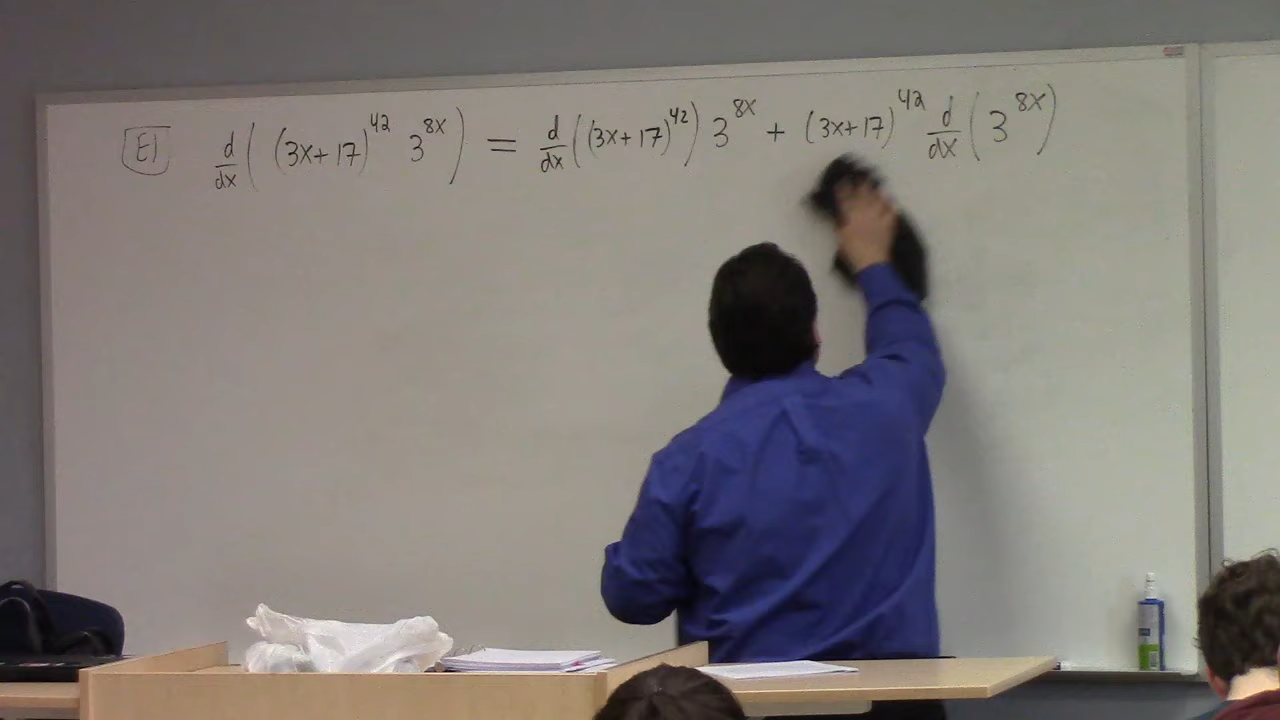 E1 d/dx ( (3x+17)^42 3^8x ) = d/dx ( (3x+17)^42 ) 3^8x + (3x+17)^42 d/dx ( 3^8x )